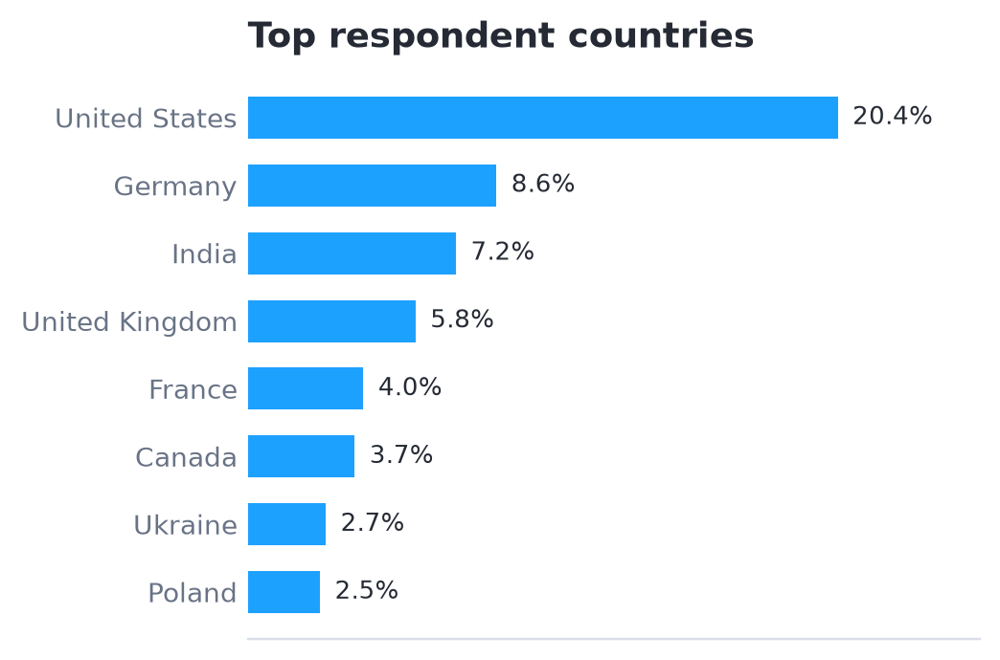 Top respondent countries
United States 20.4%
Germany 8.6%
India 7.2%
United Kingdom 5.8%
France 4.0%
Canada 3.7%
Ukraine 2.7%
Poland 2.5%